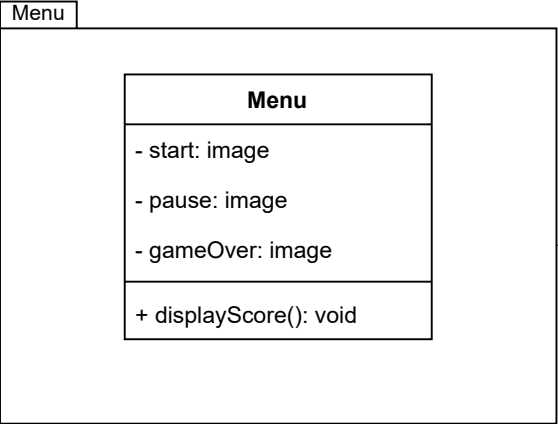 Menu
Menu
- start: image
- pause: image
- gameOver: image
+ displayScore(): void